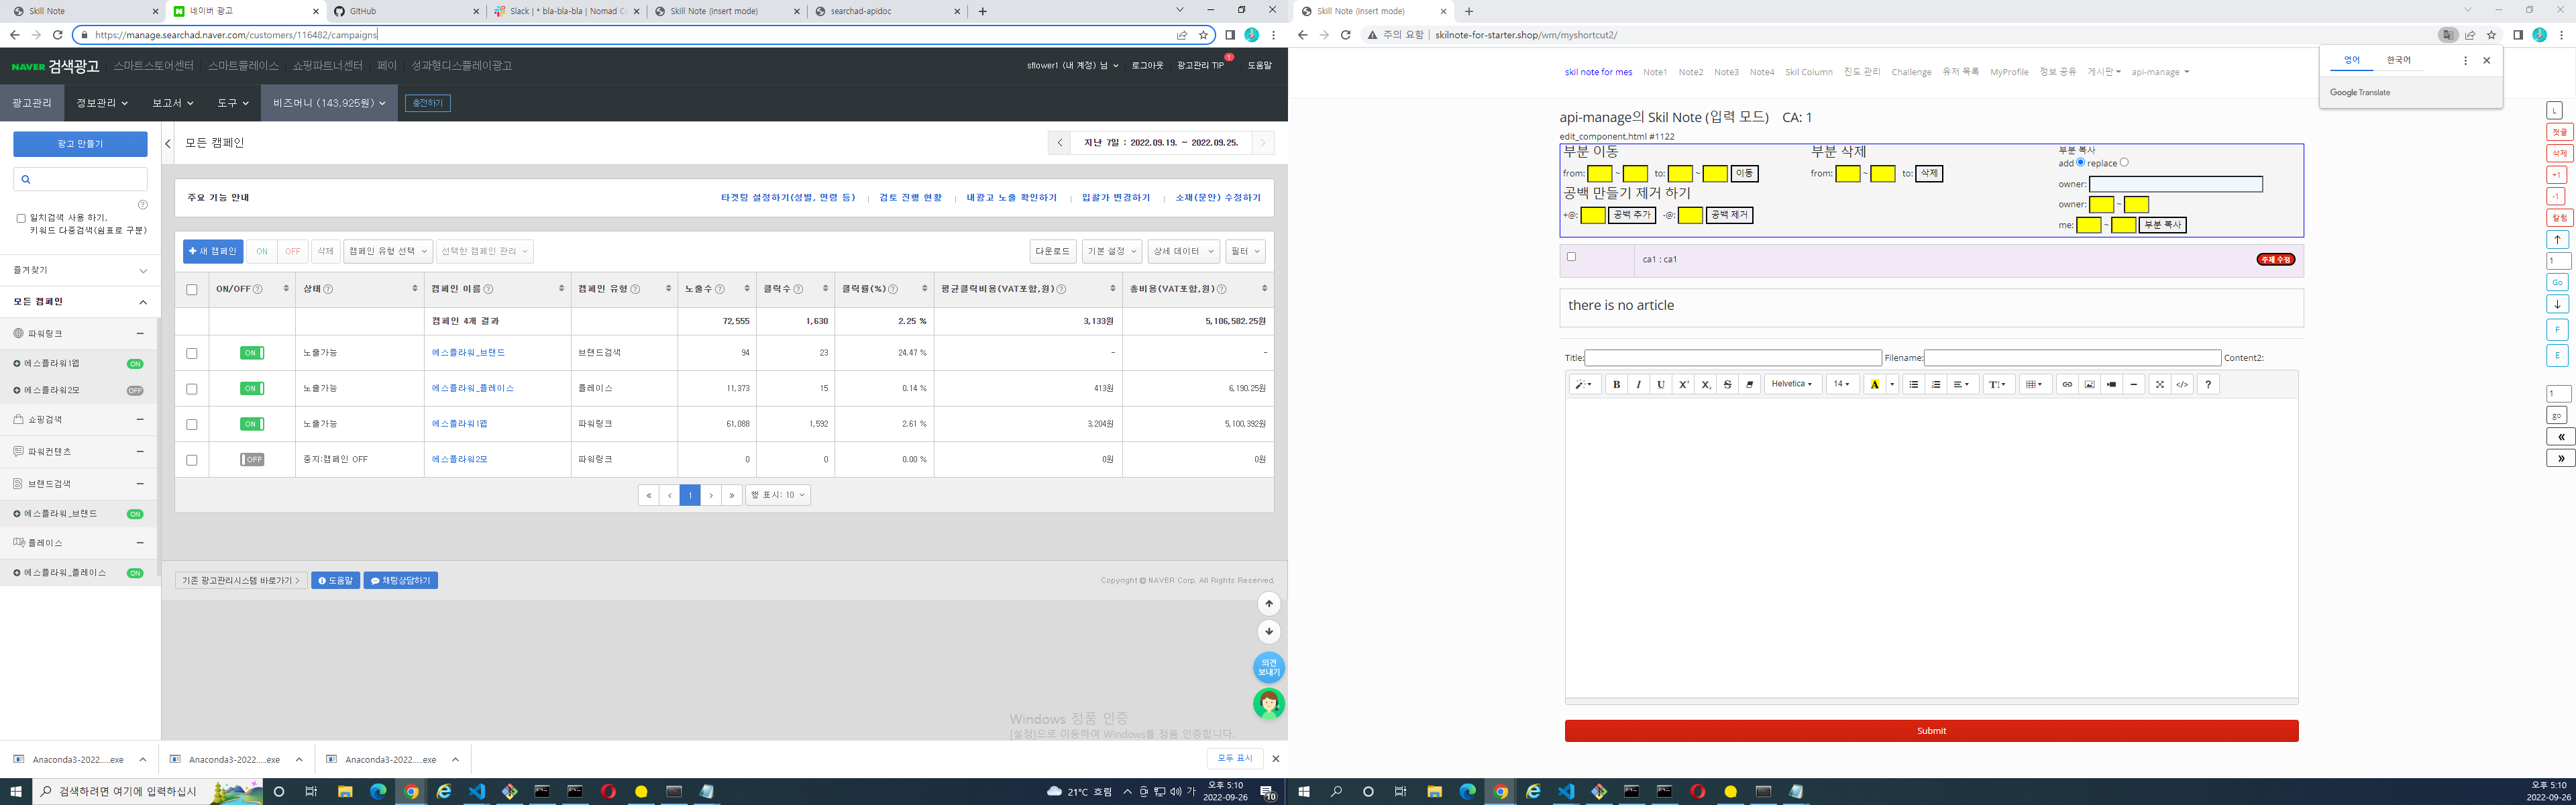 Skill Note
네이버 광고
GitHub
Slack | * bla-bla-bla | Nomad C
Skill Note (insert mode)
searchad-apidoc
https://manage.searchad.naver.com/customers/116482/campaigns
NAVER 검색광고 스마트스토어센터 스마트플레이스 쇼핑파트너센터 페이 성과형디스플레이광고
sflower1 (내 계정) 님 로그아웃 광고관리 TIP 1 도움말
광고관리 정보관리 보고서 도구 비즈머니 (143,925원) 충전하기
광고 만들기
일치검색 사용 하기,
키워드 다중검색(쉼표로 구분)
즐겨찾기
모든 캠페인
파워링크
에스플라워1웹 ON
에스플라워2모 OFF
쇼핑검색
파워컨텐츠
브랜드검색
에스플라워_브랜드 ON
플레이스
에스플라워_플레이스 ON
모든 캠페인
지난 7일 : 2022.09.19. ~ 2022.09.25.
주요 기능 안내
타겟팅 설정하기(성별, 연령 등) | 검토 진행 현황 | 내광고 노출 확인하기 | 입찰가 변경하기 | 소재(문안) 수정하기
+ 새 캠페인 ON OFF 삭제 캠페인 유형 선택 선택한 캠페인 관리 다운로드 기본 설정 상세 데이터 필터
ON/OFF 상태 캠페인 이름 캠페인 유형 노출수 클릭수 클릭률(%) 평균클릭비용(VAT포함,원) 총비용(VAT포함,원)
캠페인 4개 결과 72,555 1,630 2.25 % 3,133원 5,106,582.25원
ON 노출가능 에스플라워_브랜드 브랜드검색 94 23 24.47 % - -
ON 노출가능 에스플라워_플레이스 플레이스 11,373 15 0.14 % 413원 6,190.25원
ON 노출가능 에스플라워1웹 파워링크 61,088 1,592 2.61 % 3,204원 5,100,392원
OFF 중지:캠페인 OFF 에스플라워2모 파워링크 0 0 0.00 % 0원 0원
« ‹ 1 › » 행 표시: 10
기존 광고관리시스템 바로가기 > 도움말 채팅상담하기
Copyright © NAVER Corp. All Rights Reserved.
의견
보내기
Windows 정품 인증
[설정]으로 이동하여 Windows를 정품 인증합니다.
Anaconda3-2022.....exe
Anaconda3-2022.....exe
Anaconda3-2022.....exe
모두 표시
검색하려면 여기에 입력하십시
21°C 흐림
가
오후 5:10
2022-09-26
10
Skill Note (insert mode)
주의 요함 | skilnote-for-starter.shop/wm/myshortcut2/
영어 한국어
Google Translate
skil note for mes Note1 Note2 Note3 Note4 Skil Column 진도 관리 Challenge 유저 목록 MyProfile 정보 공유 게시판 api-manage
api-manage의 Skil Note (입력 모드) CA: 1
edit_component.html #1122
부분 이동
from: ~ to: ~ 이동
공백 만들기 제거 하기
+@: 공백 추가 -@: 공백 제거
부분 삭제
from: ~ to: 삭제
부분 복사
add replace
owner:
owner: ~
me: ~ 부분 복사
ca1 : ca1 주제 수정
there is no article
Title: Filename: Content2:
B I U X² X₂ S Helvetica 14 A T </> ?
Submit
L
첫글
삭제
+1
-1
칼럼
↑
1
Go
↓
F
E
1
go
«
»
오후 5:10
2022-09-26